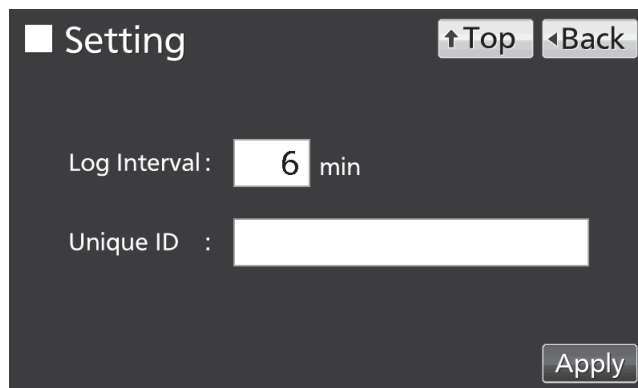 Setting
↑Top
◂Back
Log Interval : 6 min
Unique ID :
Apply